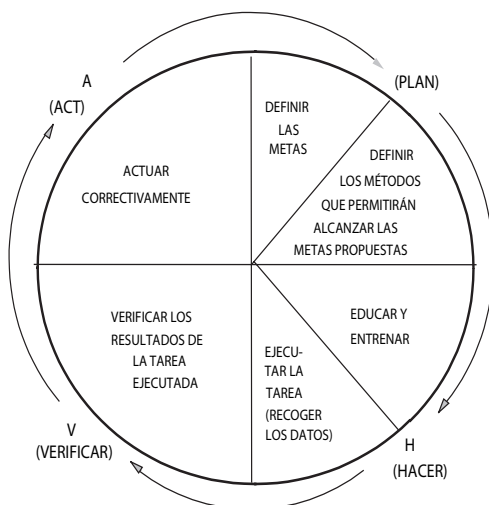 A
(ACT)
(PLAN)
DEFINIR
LAS
METAS
DEFINIR
LOS MÉTODOS
QUE PERMITIRÁN
ALCANZAR LAS
METAS PROPUESTAS
ACTUAR
CORRECTIVAMENTE
VERIFICAR LOS
RESULTADOS DE
LA TAREA
EJECUTADA
EDUCAR Y
ENTRENAR
EJECU-
TAR LA
TAREA
(RECOGER
LOS DATOS)
V
(VERIFICAR)
H
(HACER)